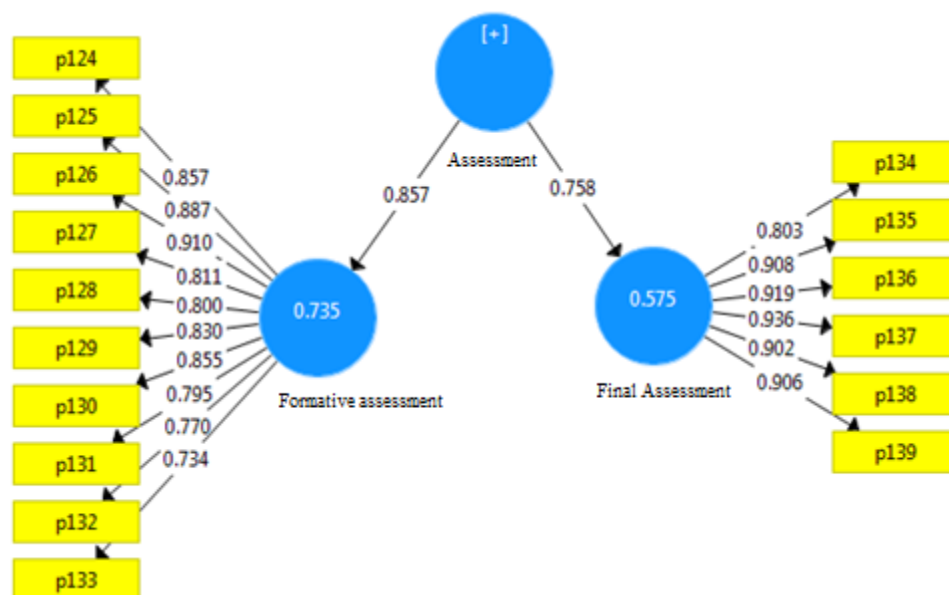 [+]
Assessment
0.857
0.758
p124
p125
p126
p127
p128
p129
p130
p131
p132
p133
0.857
0.887
0.910
0.811
0.800
0.830
0.855
0.795
0.770
0.734
0.735
Formative assessment
0.575
Final Assessment
0.803
0.908
0.919
0.936
0.902
0.906
p134
p135
p136
p137
p138
p139